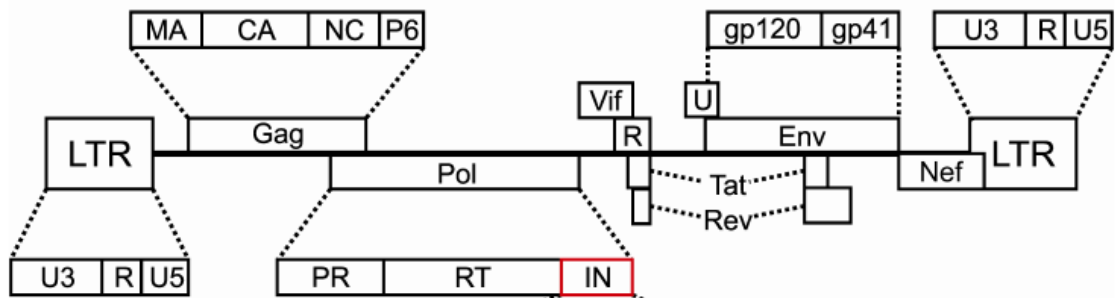 MA CA NC P6 gp120 gp41 U3 R U5
Vif U
LTR Gag R Env LTR
Pol Tat Nef
Rev
U3 R U5 PR RT IN